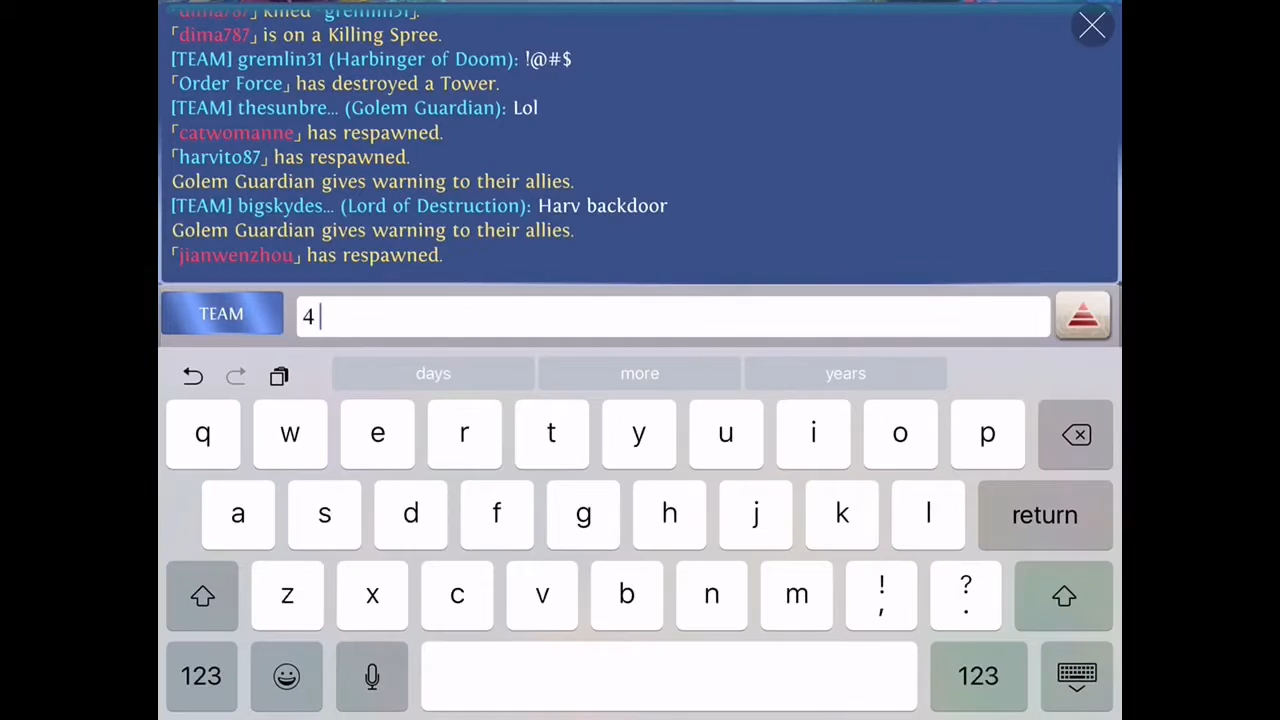 「dima787」 killed 「gremlin31」.
「dima787」 is on a Killing Spree.
[TEAM] gremlin31 (Harbinger of Doom): !@#$
「Order Force」 has destroyed a Tower.
[TEAM] thesunbre... (Golem Guardian): Lol
「catwomanne」 has respawned.
「harvito87」 has respawned.
Golem Guardian gives warning to their allies.
[TEAM] bigskydes... (Lord of Destruction): Harv backdoor
Golem Guardian gives warning to their allies.
「jianwenzhou」 has respawned.
TEAM 4
days more years
q w e r t y u i o p
a s d f g h j k l return
z x c v b n m ! , ? .
123 123